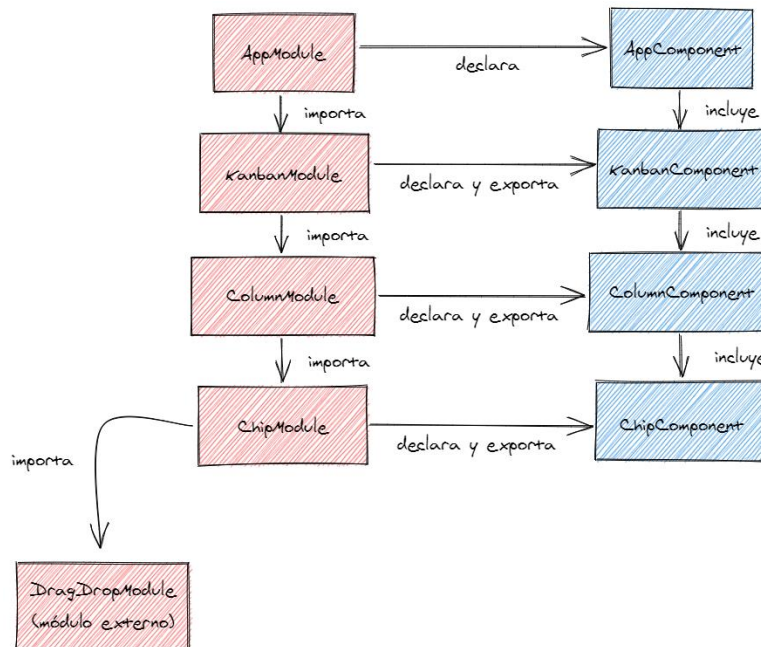 AppModule
declara
AppComponent
importa
incluye
KanbanModule
declara y exporta
KanbanComponent
importa
incluye
ColumnModule
declara y exporta
ColumnComponent
importa
incluye
ChipModule
declara y exporta
ChipComponent
importa
DragDropModule
(módulo externo)